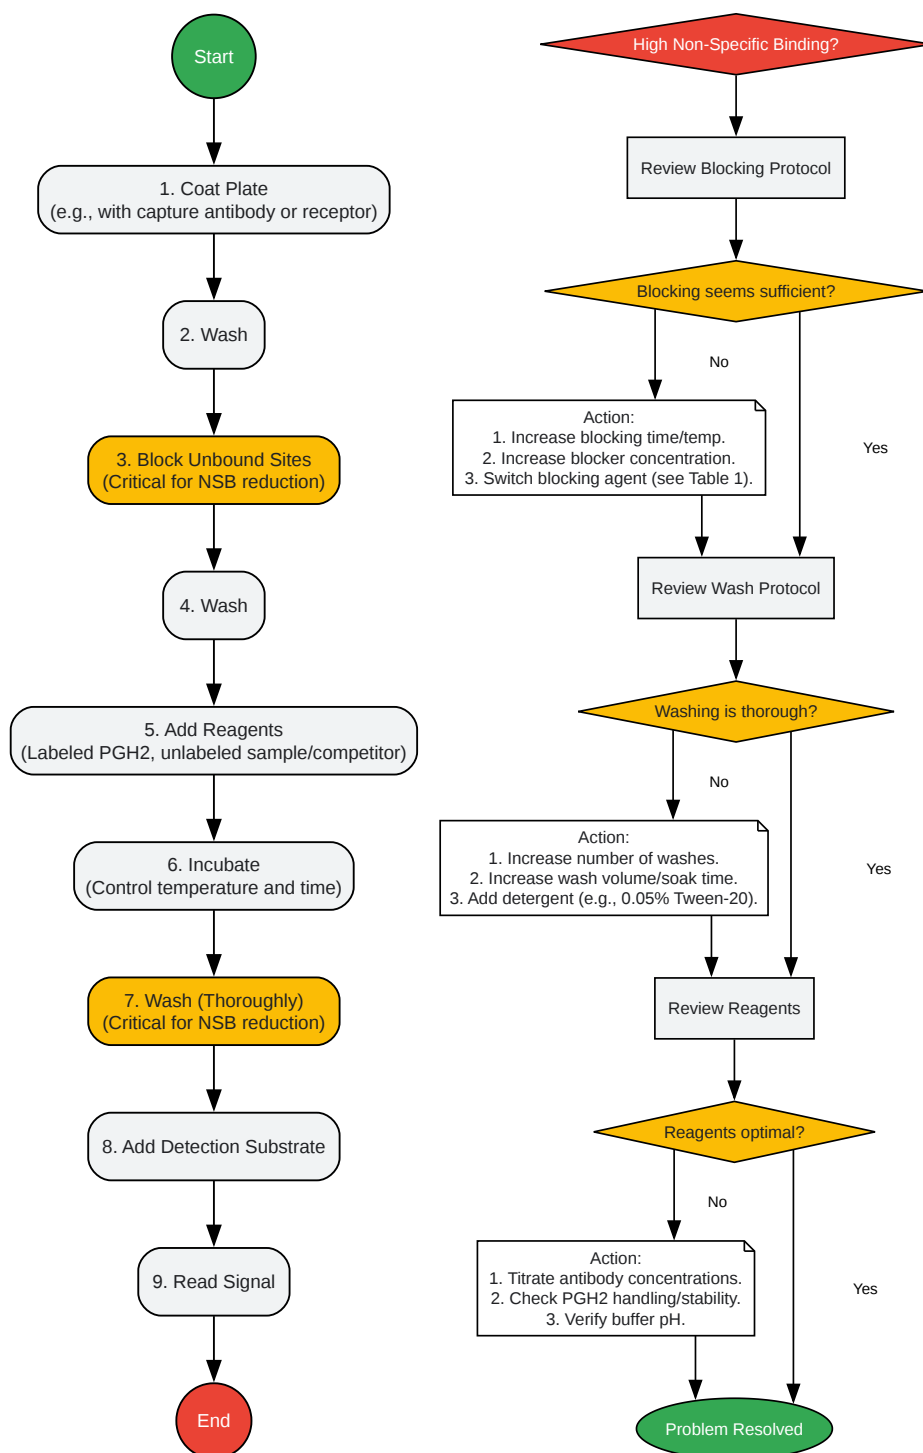 Start
1. Coat Plate
(e.g., with capture antibody or receptor)
2. Wash
3. Block Unbound Sites
(Critical for NSB reduction)
4. Wash
5. Add Reagents
(Labeled PGH2, unlabeled sample/competitor)
6. Incubate
(Control temperature and time)
7. Wash (Thoroughly)
(Critical for NSB reduction)
8. Add Detection Substrate
9. Read Signal
End
High Non-Specific Binding?
Review Blocking Protocol
Blocking seems sufficient?
No
Action:
1. Increase blocking time/temp.
2. Increase blocker concentration.
3. Switch blocking agent (see Table 1).
Yes
Review Wash Protocol
Washing is thorough?
No
Action:
1. Increase number of washes.
2. Increase wash volume/soak time.
3. Add detergent (e.g., 0.05% Tween-20).
Yes
Review Reagents
Reagents optimal?
No
Action:
1. Titrate antibody concentrations.
2. Check PGH2 handling/stability.
3. Verify buffer pH.
Yes
Problem Resolved